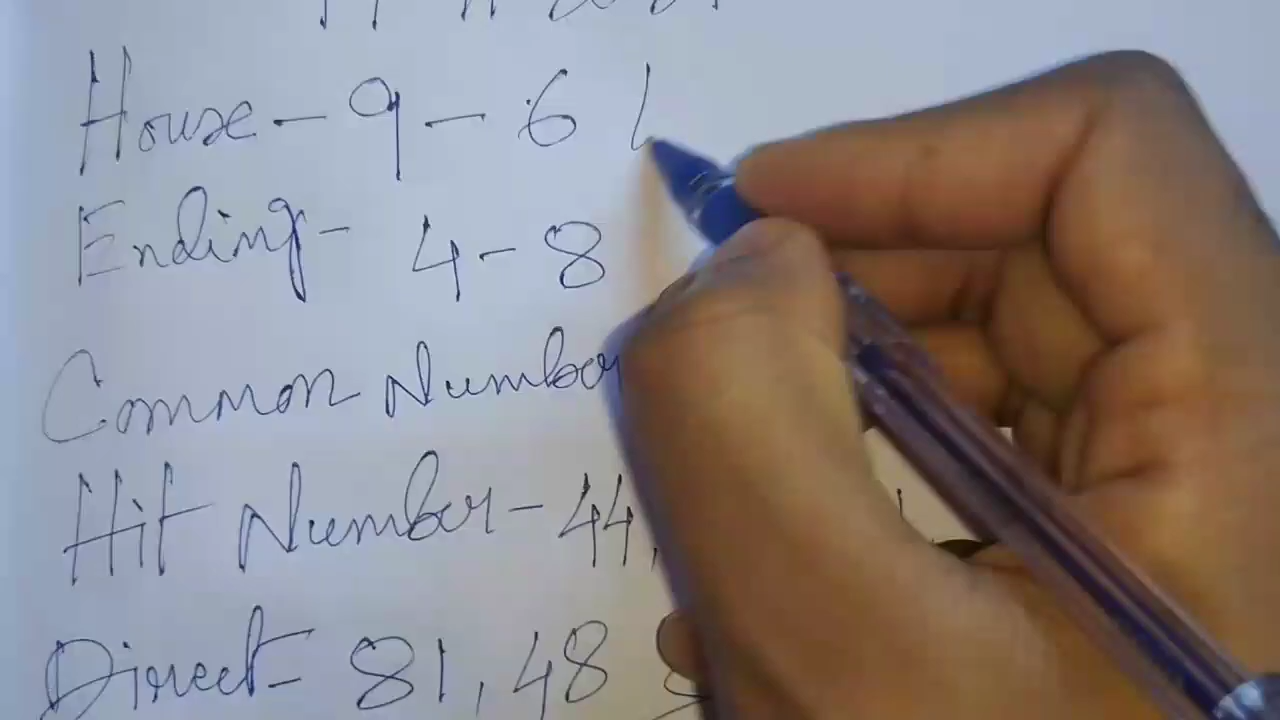 House - 9 - 6
Ending - 4 - 8
Common Number
Hit Number - 44,
Direct - 81, 48